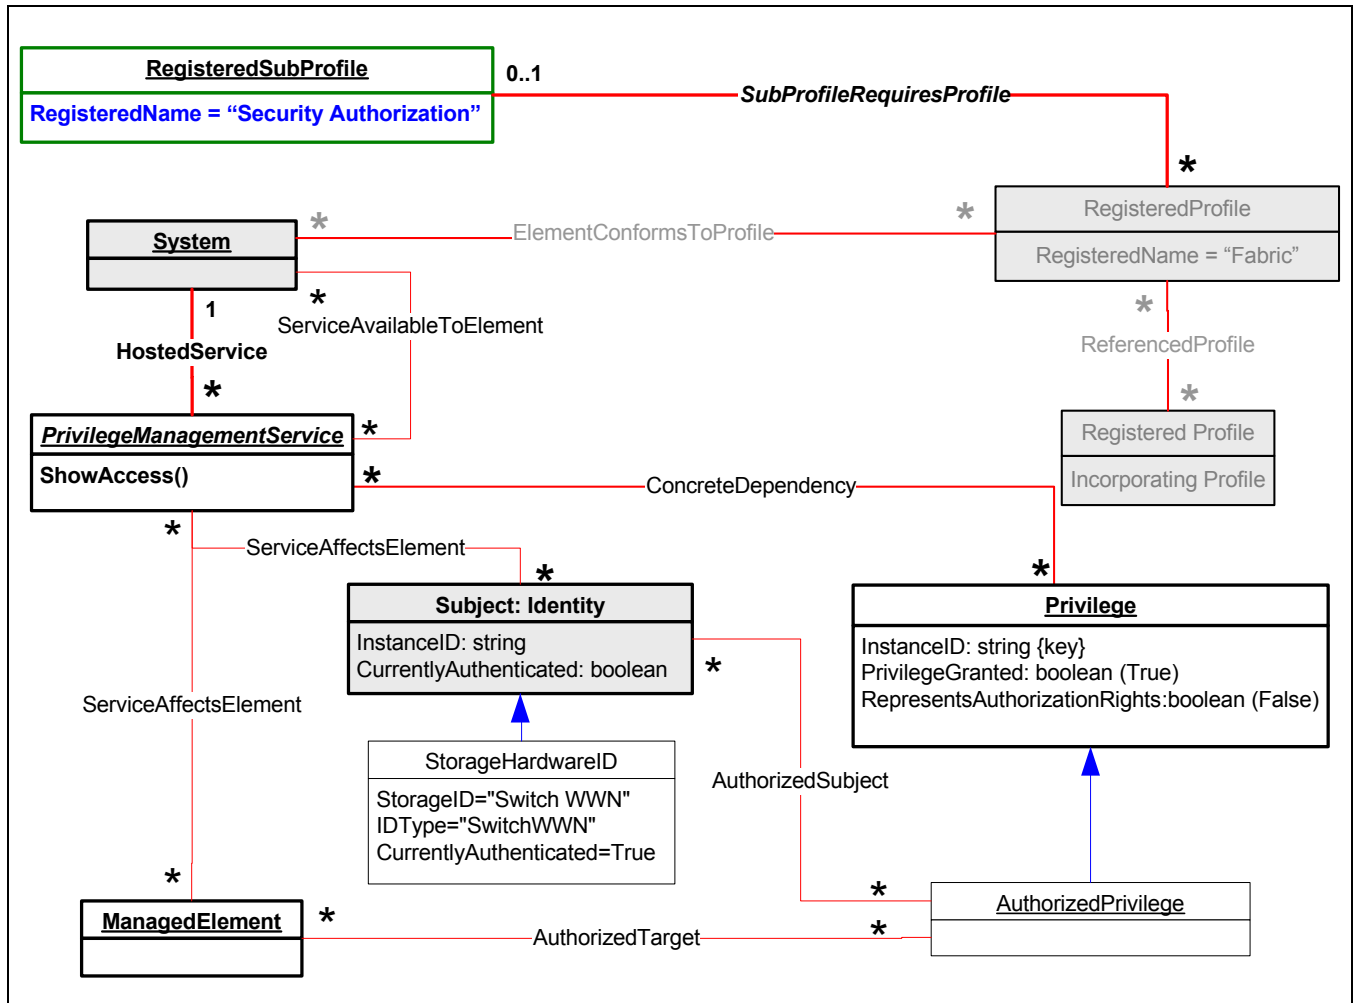 RegisteredSubProfile
RegisteredName = “Security Authorization”
0..1
SubProfileRequiresProfile
*
RegisteredProfile
RegisteredName = “Fabric”
*
ElementConformsToProfile
*
System
*
ServiceAvailableToElement
*
1
HostedService
*
*
ReferencedProfile
*
Registered Profile
Incorporating Profile
PrivilegeManagementService
ShowAccess()
*
ConcreteDependency
*
*
ServiceAffectsElement
*
Subject: Identity
InstanceID: string
CurrentlyAuthenticated: boolean
*
Privilege
InstanceID: string {key}
PrivilegeGranted: boolean (True)
RepresentsAuthorizationRights:boolean (False)
ServiceAffectsElement
*
StorageHardwareID
StorageID="Switch WWN"
IDType="SwitchWWN"
CurrentlyAuthenticated=True
AuthorizedSubject
*
AuthorizedPrivilege
ManagedElement
*
AuthorizedTarget
*